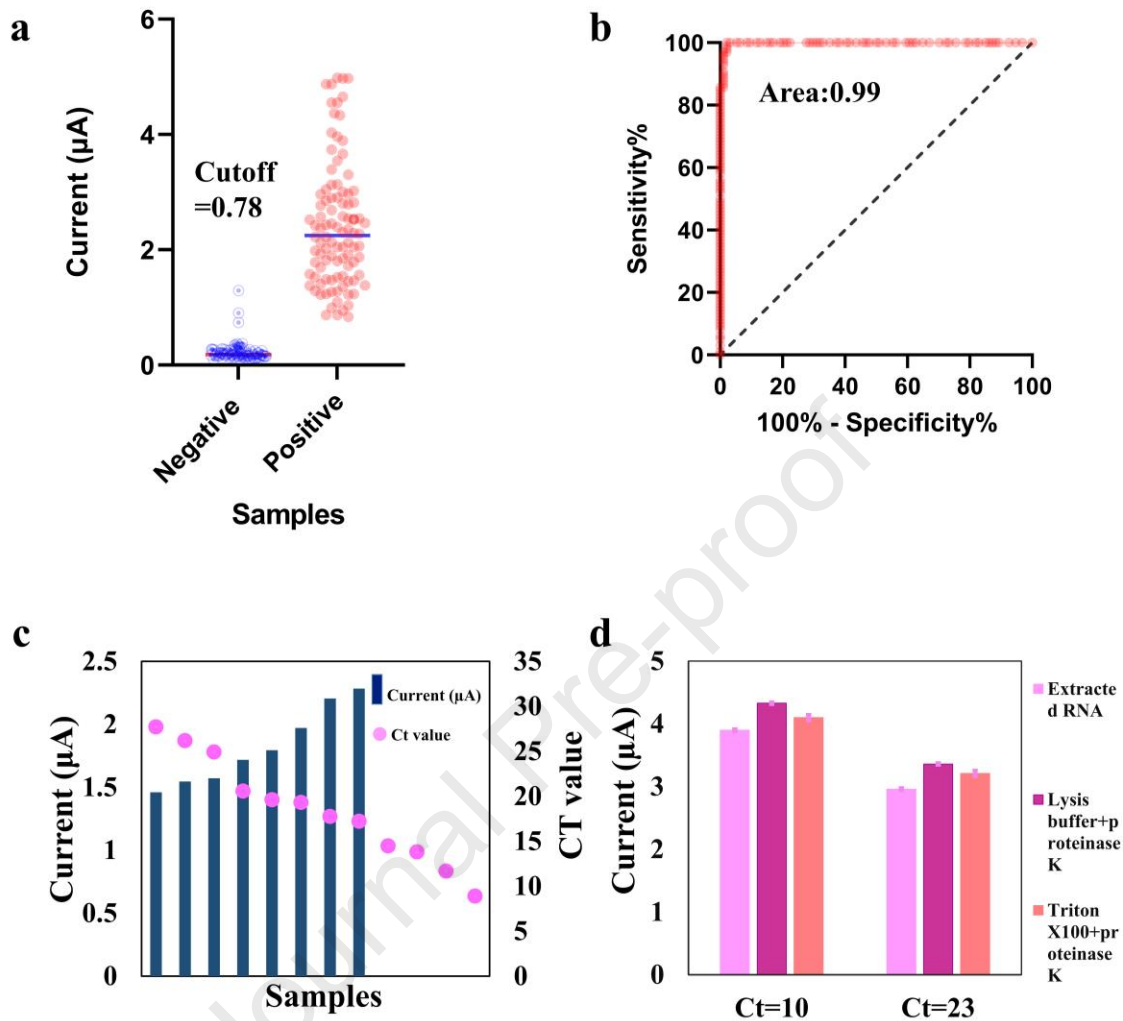 a
6
4
2
0
Current (µA)
Cutoff
=0.78
Negative
Positive
Samples
b
100
80
60
40
20
0
Sensitivity%
Area:0.99
0
20
40
60
80
100
100% - Specificity%
c
2.5
2
1.5
1
0.5
0
Current (µA)
Current (µA)
Ct value
35
30
25
20
15
10
5
0
CT value
Samples
d
5
4
3
2
1
0
Current (µA)
Ct=10
Ct=23
Extracte
d RNA
Lysis
buffer+p
roteinase
K
Triton
X100+pr
oteinase
K
Journal Pre-proof